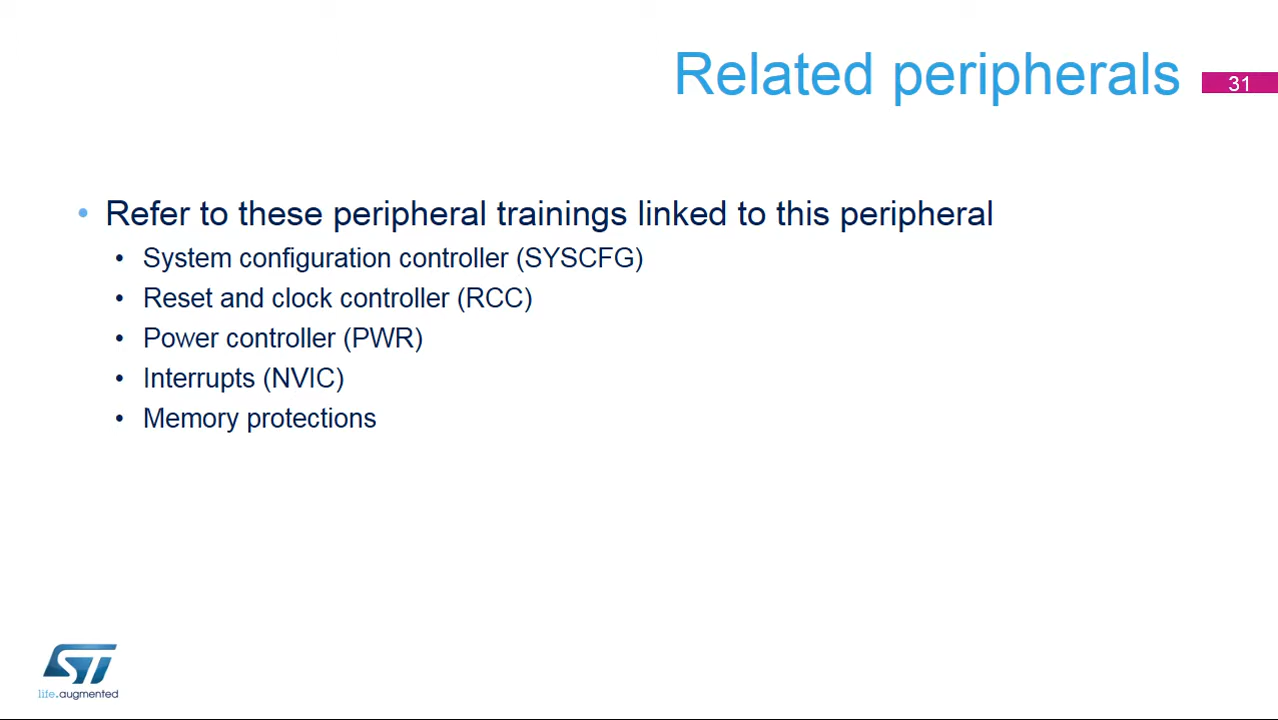 Related peripherals
31
• Refer to these peripheral trainings linked to this peripheral
• System configuration controller (SYSCFG)
• Reset and clock controller (RCC)
• Power controller (PWR)
• Interrupts (NVIC)
• Memory protections
ST
life.augmented